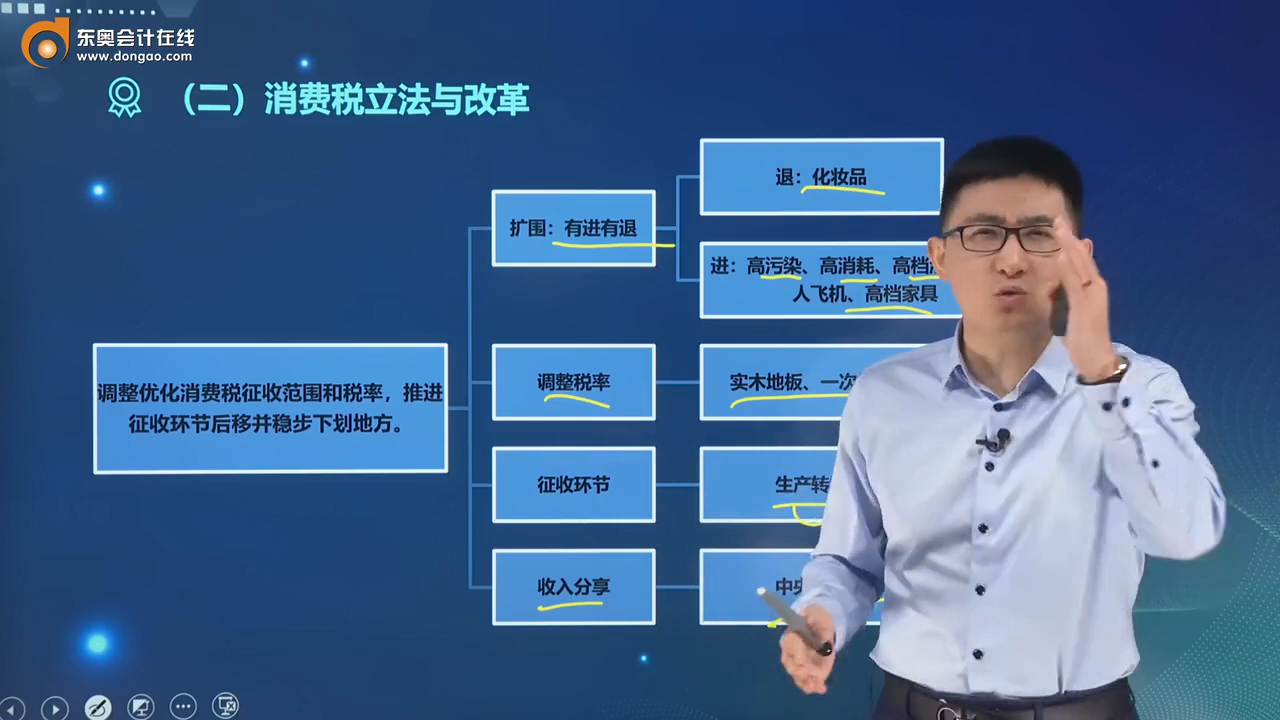 东奥会计在线
www.dongao.com
（二）消费税立法与改革
退：化妆品
扩围：有进有退
进：高污染、高消耗、高档
人飞机、高档家具
调整优化消费税征收范围和税率，推进
征收环节后移并稳步下划地方。
调整税率
实木地板、一次
征收环节
生产转
收入分享
中央